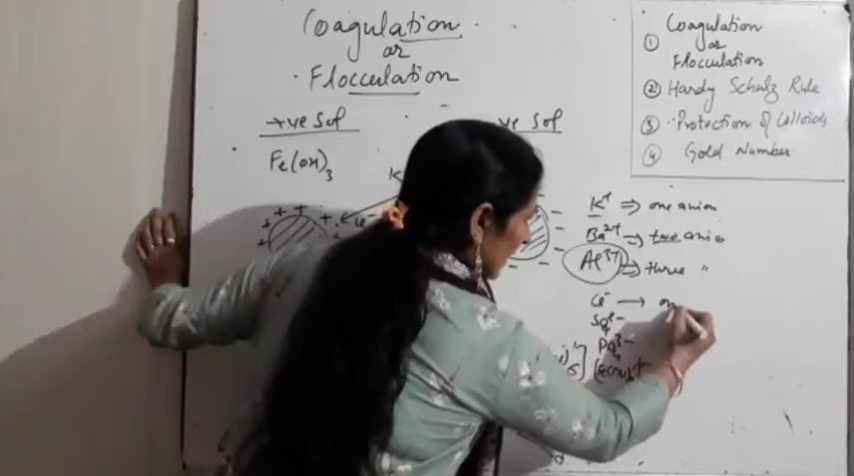 Coagulation
or
Flocculation
+ve Sol
Fe(OH)3
ve Sol
① Coagulation
or
Flocculation
② Hardy Schulz Rule
③ Protection of Colloids
④ Gold Number
K+ ⇒ one anion
Ba2+ ⇒ two anion
Al3+ ⇒ three "
Cl- → on
SO42-
PO43-